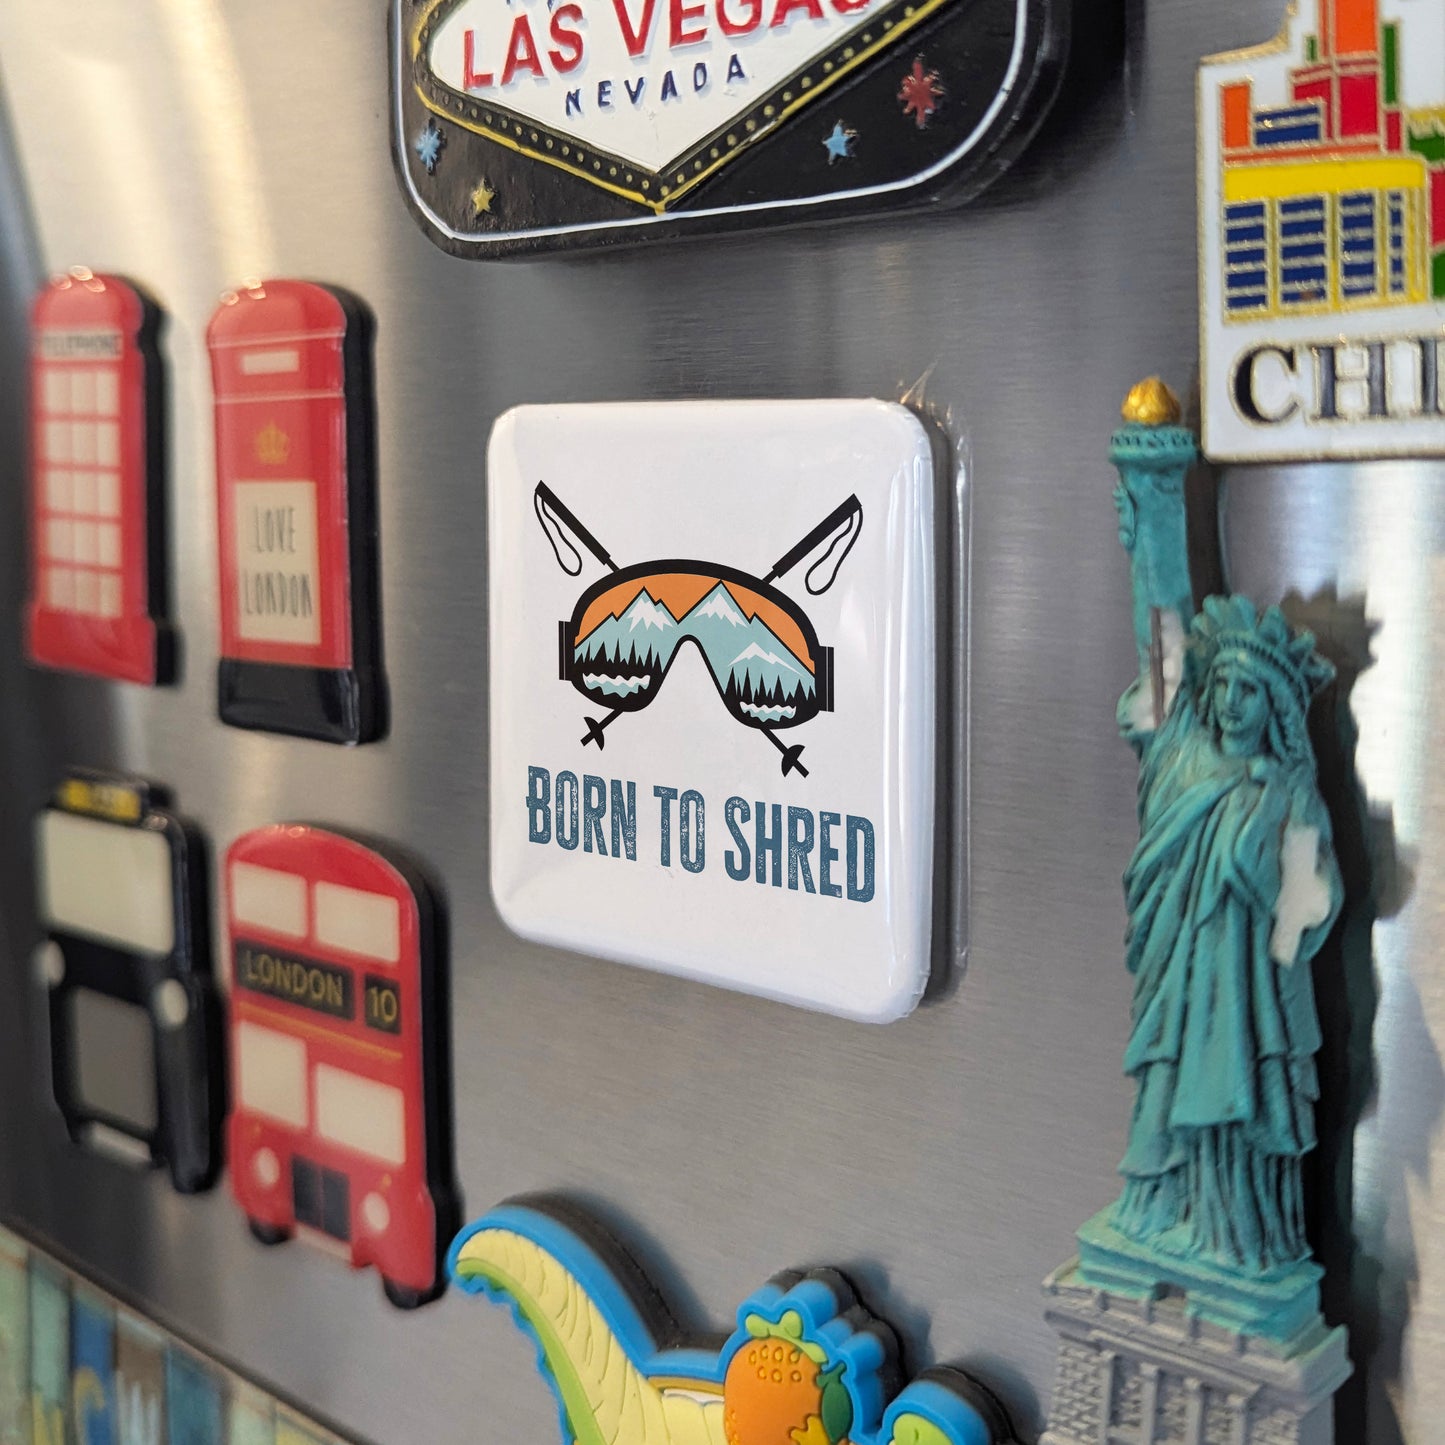 LAS VEGAS
NEVADA
CHI
TELEPHONE
LOVE
LONDON
BORN TO SHRED
LONDON 10